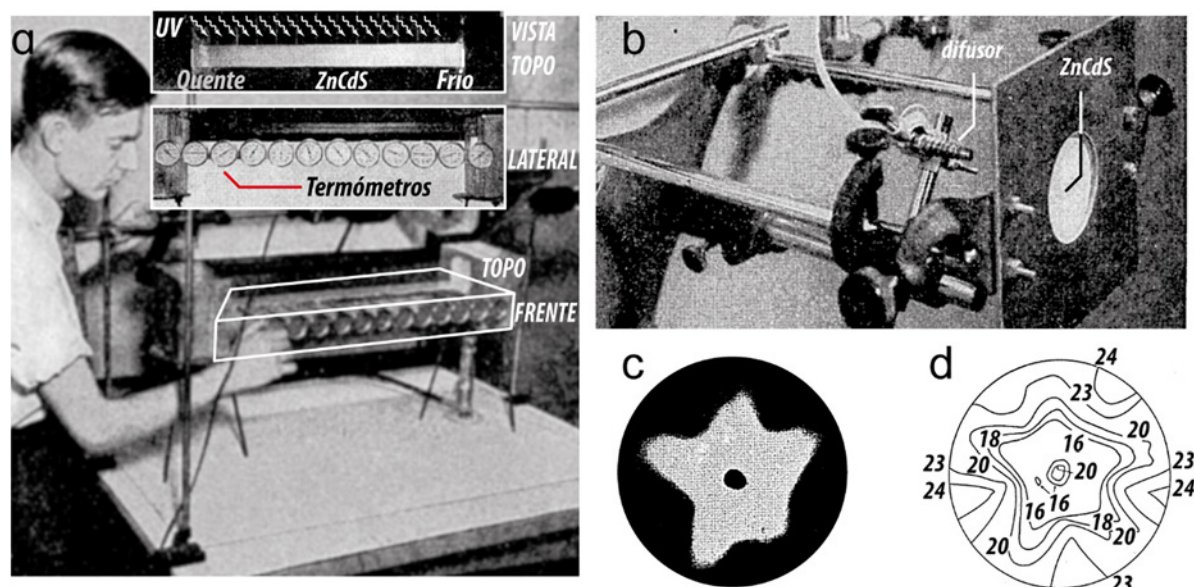 a
UV
VISTA
TOPO
Quente
ZnCdS
Frio
LATERAL
Termómetros
TOPO
FRENTE
b
difusor
ZnCdS
c
d
24
23
18
16
20
23
20
20
23
24
16
16
24
18
20
20
23